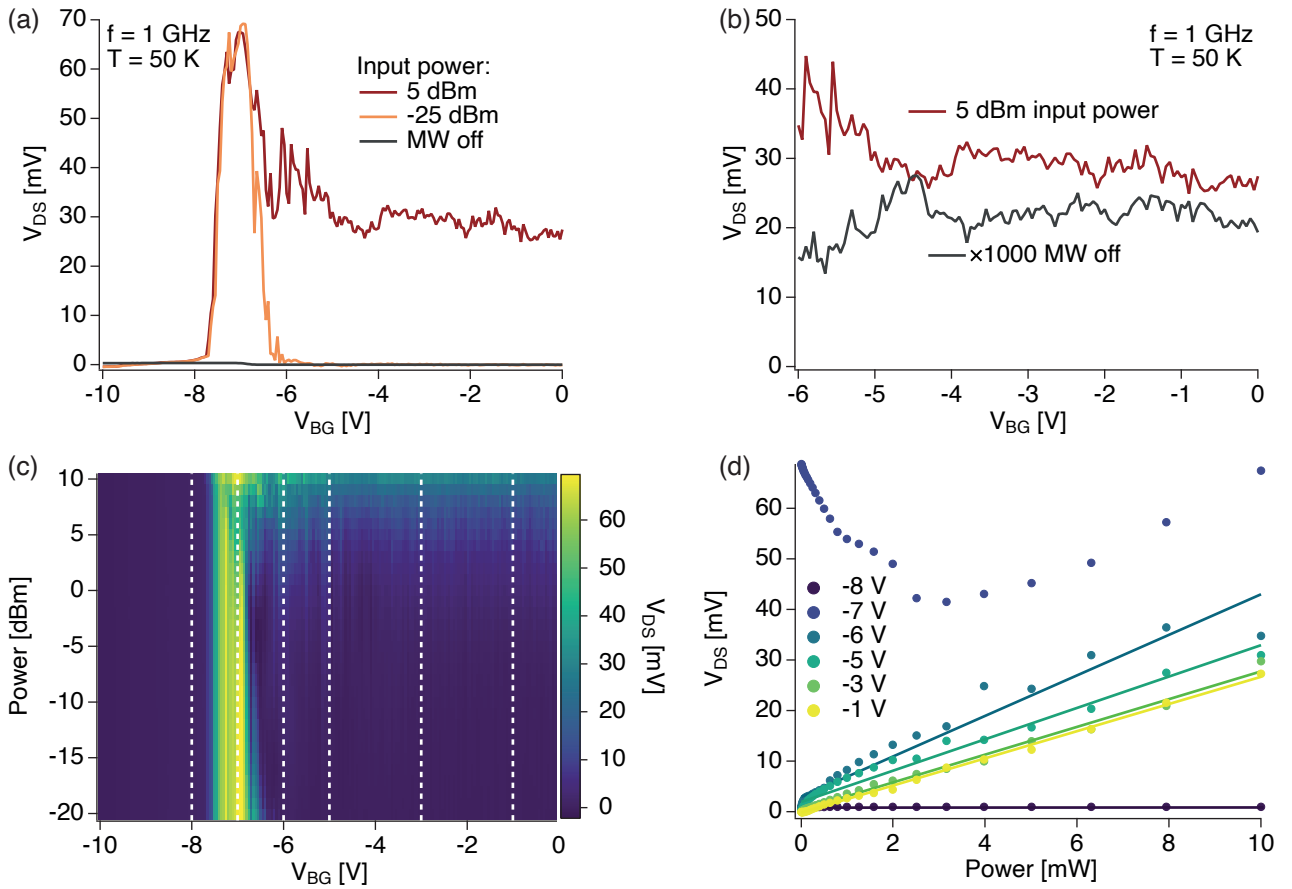 (a)
f = 1 GHz
T = 50 K
Input power:
5 dBm
-25 dBm
MW off
V_DS [mV]
70
60
50
40
30
20
10
0
-10
-8
-6
-4
-2
0
V_BG [V]
(b)
f = 1 GHz
T = 50 K
5 dBm input power
×1000 MW off
V_DS [mV]
50
40
30
20
10
0
-6
-5
-4
-3
-2
-1
0
V_BG [V]
(c)
Power [dBm]
10
5
0
-5
-10
-15
-20
-10
-8
-6
-4
-2
0
V_BG [V]
60
50
40
30
20
10
0
V_DS [mV]
(d)
-8 V
-7 V
-6 V
-5 V
-3 V
-1 V
V_DS [mV]
60
50
40
30
20
10
0
0
2
4
6
8
10
Power [mW]